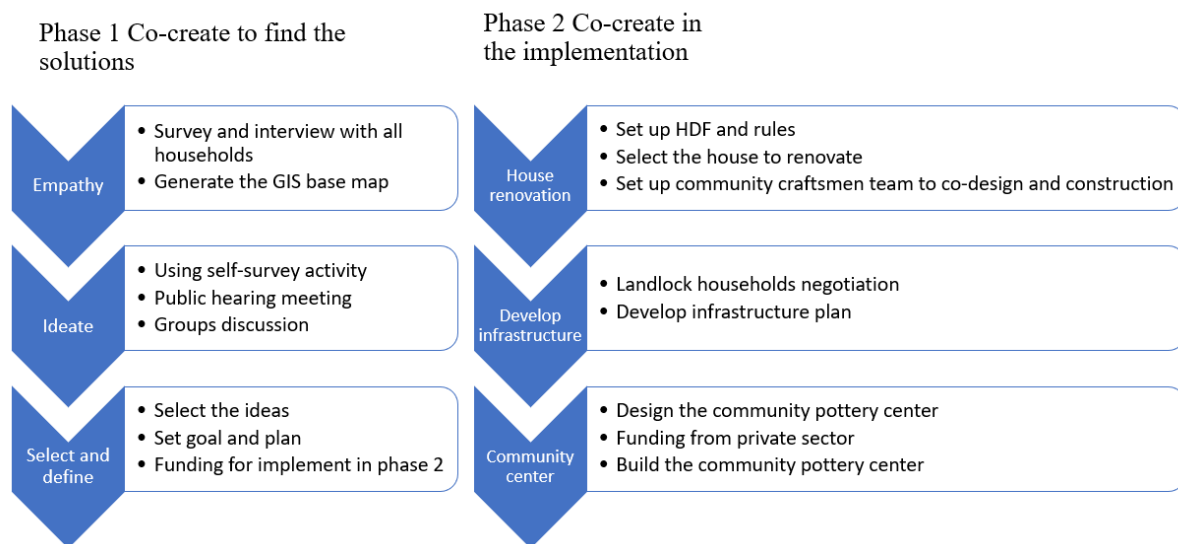 Phase 1 Co-create to find the
solutions
Empathy
• Survey and interview with all
households
• Generate the GIS base map
Ideate
• Using self-survey activity
• Public hearing meeting
• Groups discussion
Select and
define
• Select the ideas
• Set goal and plan
• Funding for implement in phase 2
Phase 2 Co-create in
the implementation
House
renovation
• Set up HDF and rules
• Select the house to renovate
• Set up community craftsmen team to co-design and construction
Develop
infrastructure
• Landlock households negotiation
• Develop infrastructure plan
Community
center
• Design the community pottery center
• Funding from private sector
• Build the community pottery center